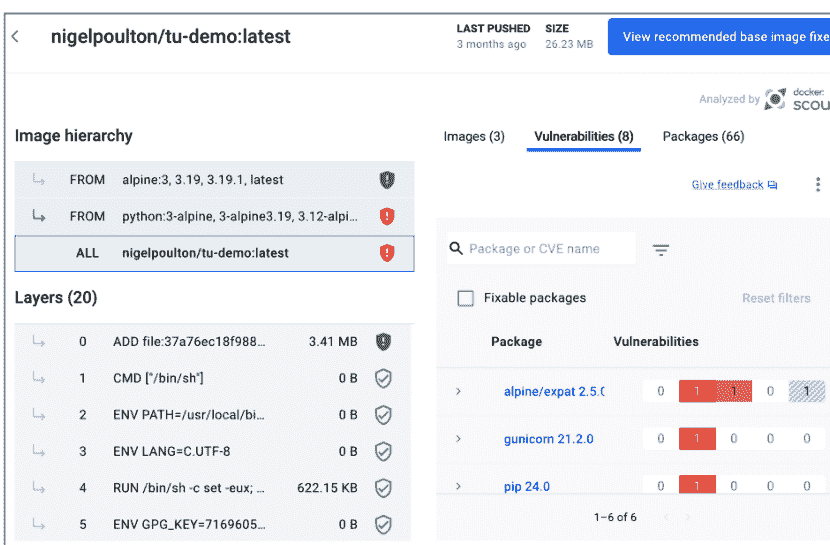 nigelpoulton/tu-demo:latest
LAST PUSHED SIZE
3 months ago 26.23 MB
View recommended base image fixe
Analyzed by docker:
SCOU
Image hierarchy
FROM alpine:3, 3.19, 3.19.1, latest
FROM python:3-alpine, 3-alpine3.19, 3.12-alpi...
ALL nigelpoulton/tu-demo:latest
Layers (20)
0 ADD file:37a76ec18f988... 3.41 MB
1 CMD ["/bin/sh"] 0 B
2 ENV PATH=/usr/local/bi... 0 B
3 ENV LANG=C.UTF-8 0 B
4 RUN /bin/sh -c set -eux; ... 622.15 KB
5 ENV GPG_KEY=7169605... 0 B
Images (3) Vulnerabilities (8) Packages (66)
Give feedback
Package or CVE name
Fixable packages Reset filters
Package Vulnerabilities
alpine/expat 2.5.0 0 1 1 0 1
gunicorn 21.2.0 0 1 0 0 0
pip 24.0 0 1 0 0 0
1–6 of 6